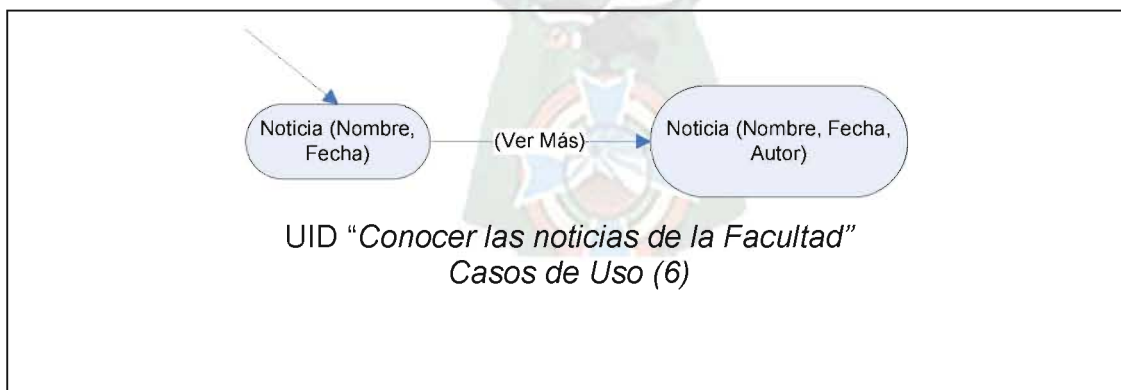 Noticia (Nombre,
Fecha)
(Ver Más)
Noticia (Nombre, Fecha,
Autor)
UID “Conocer las noticias de la Facultad”
Casos de Uso (6)